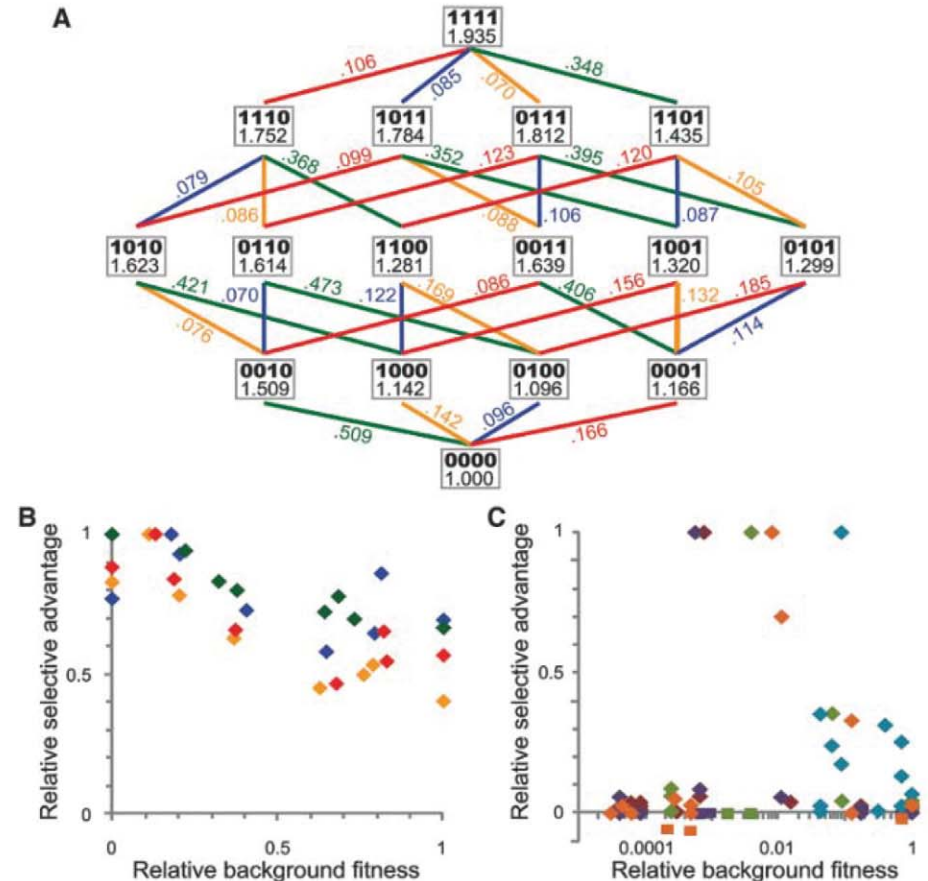 A
1111
1.935
.106 .085 .070 .348
1110 1011 0111 1101
1.752 1.784 1.812 1.435
.079 .368 .099 .352 .123 .395 .120 .105
.086 .088 .106 .087
1010 0110 1100 0011 1001 0101
1.623 1.614 1.281 1.639 1.320 1.299
.421 .070 .473 .122 .169 .086 .406 .156 .132 .185
.076 .114
0010 1000 0100 0001
1.509 1.142 1.096 1.166
.509 .142 .096 .166
0000
1.000
B
Relative selective advantage
1
0.5
0
0 0.5 1
Relative background fitness
C
Relative selective advantage
1
0.5
0
0.0001 0.01 1
Relative background fitness